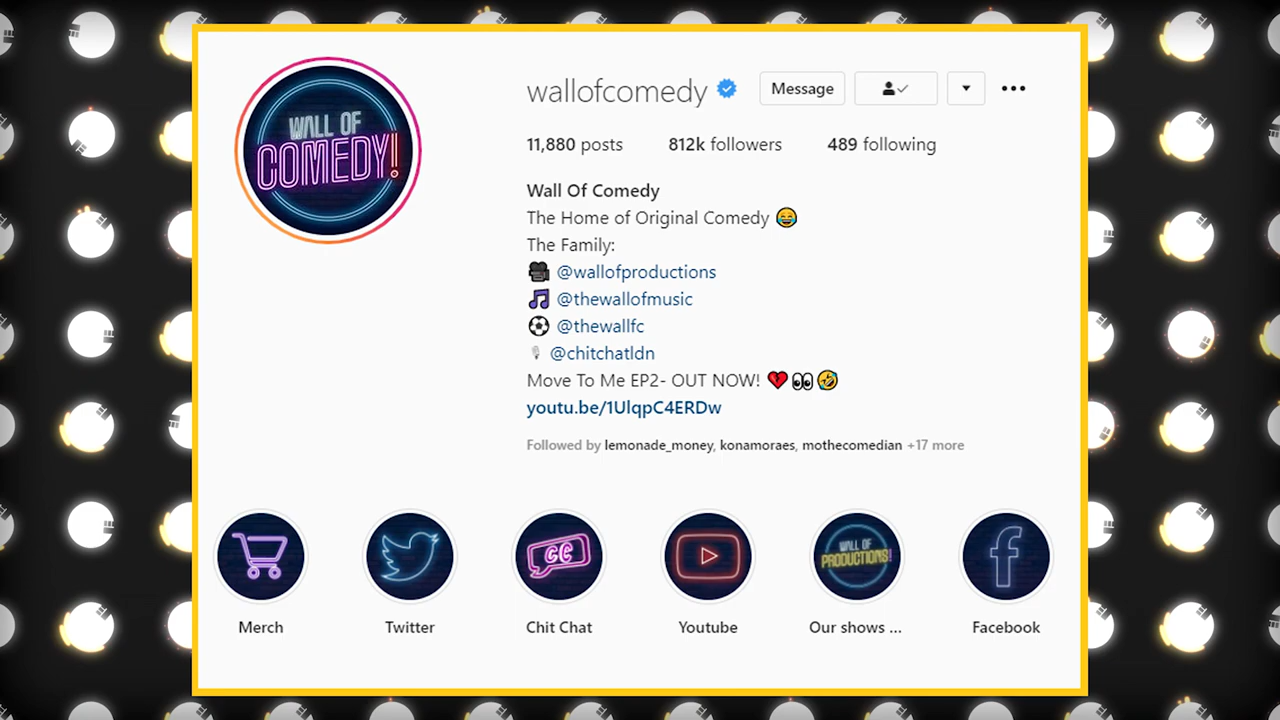 WALL OF
COMEDY!
wallofcomedy
Message
11,880 posts 812k followers 489 following
Wall Of Comedy
The Home of Original Comedy 😂
The Family:
🎥 @wallofproductions
🎵 @thewallofmusic
⚽ @thewallfc
🎙 @chitchatldn
Move To Me EP2- OUT NOW! 💔👀🤣
youtu.be/1UlqpC4ERDw
Followed by lemonade_money, konamoraes, mothecomedian +17 more
CC
WALL OF
PRODUCTIONS!
Merch Twitter Chit Chat Youtube Our shows ... Facebook